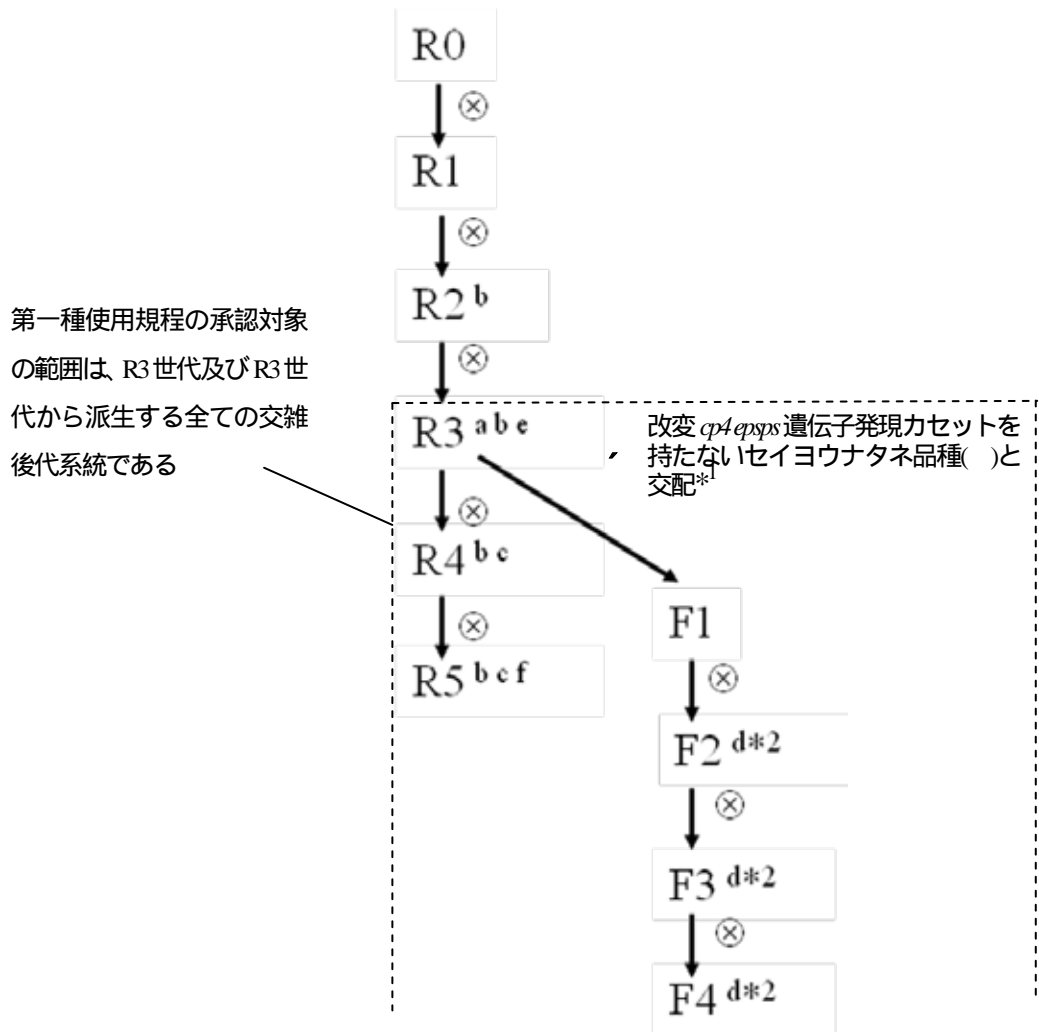 R0
⊗
R1
⊗
R2 b
⊗
第一種使用規程の承認対象
の範囲は、R3世代及びR3世
代から派生する全ての交雑
後代系統である
R3 a b e
改変cp4 epsps遺伝子発現カセットを
持たないセイヨウナタネ品種( )と
交配*1
⊗
R4 b c
⊗
R5 b c f
F1
⊗
F2 d*2
⊗
F3 d*2
⊗
F4 d*2